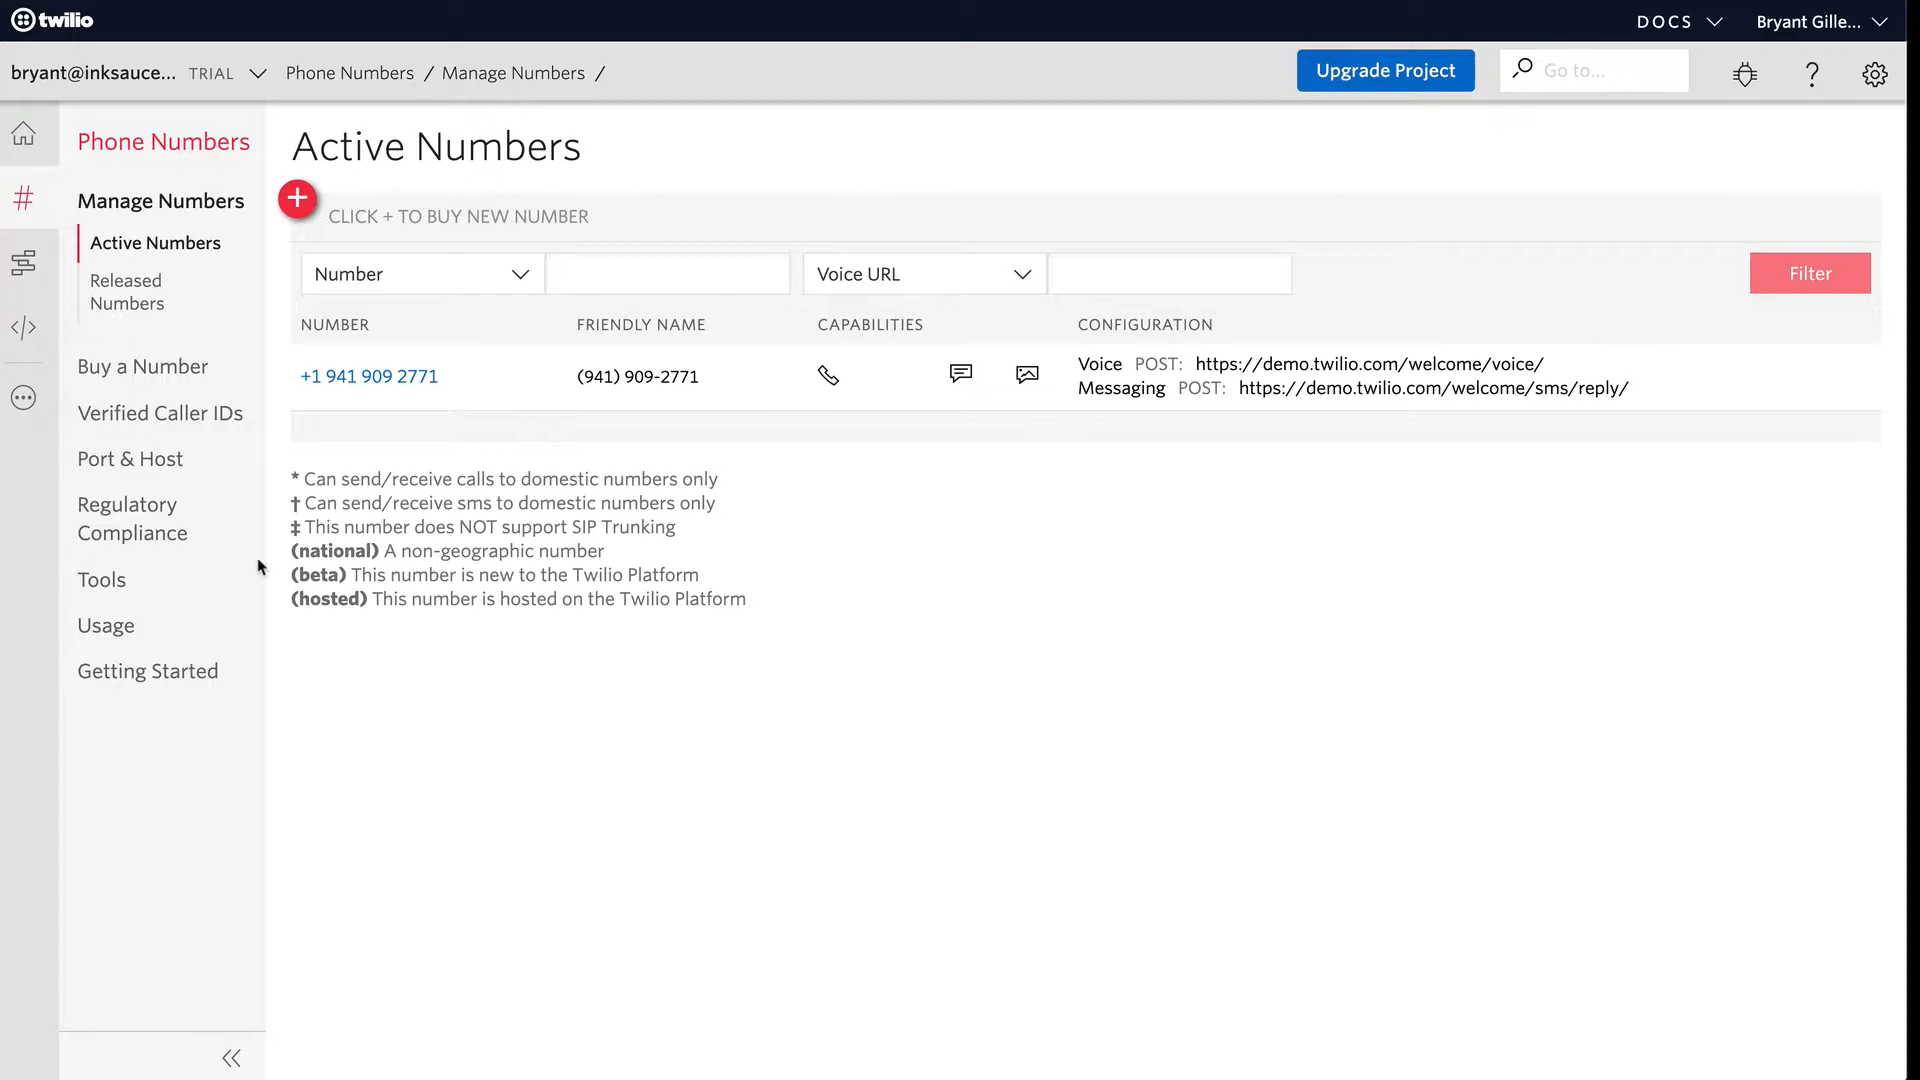 twilio
DOCS
Bryant Gille...
bryant@inksauce... TRIAL
Phone Numbers / Manage Numbers /
Upgrade Project
Go to...
Phone Numbers
Manage Numbers
Active Numbers
Released
Numbers
Buy a Number
Verified Caller IDs
Port & Host
Regulatory
Compliance
Tools
Usage
Getting Started
Active Numbers
CLICK + TO BUY NEW NUMBER
Number
Voice URL
Filter
NUMBER FRIENDLY NAME CAPABILITIES CONFIGURATION
+1 941 909 2771 (941) 909-2771
Voice POST: https://demo.twilio.com/welcome/voice/
Messaging POST: https://demo.twilio.com/welcome/sms/reply/
* Can send/receive calls to domestic numbers only
† Can send/receive sms to domestic numbers only
‡ This number does NOT support SIP Trunking
(national) A non-geographic number
(beta) This number is new to the Twilio Platform
(hosted) This number is hosted on the Twilio Platform